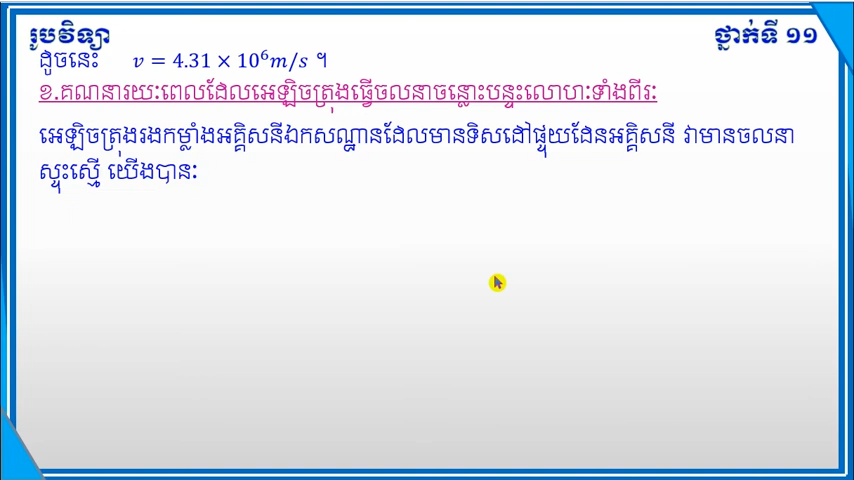 រូបវិទ្យា
ថ្នាក់ទី ១១
ដូចនេះ v = 4.31 × 10⁶m/s ។
ខ.គណនារយៈពេលដែលអេឡិចត្រុងធ្វើចលនាចន្លោះបន្ទះលោហៈទាំងពីរៈ
អេឡិចត្រុងរងកម្លាំងអគ្គិសនីឯកសណ្ឋានដែលមានទិសដៅផ្ទុយដែនអគ្គិសនី វាមានចលនា
ស្ទុះស្មើ យើងបានៈ